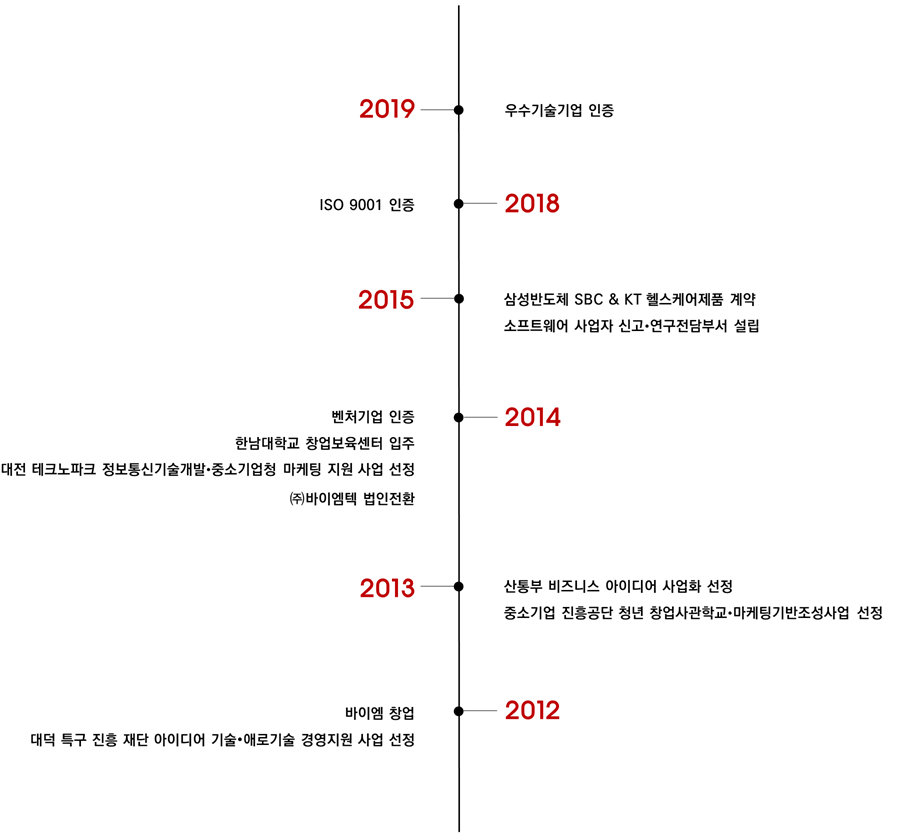 2019
우수기술기업 인증
ISO 9001 인증
2018
2015
삼성반도체 SBC & KT 헬스케어제품 계약
소프트웨어 사업자 신고•연구전담부서 설립
벤처기업 인증
2014
한남대학교 창업보육센터 입주
대전 테크노파크 정보통신기술개발•중소기업청 마케팅 지원 사업 선정
㈜바이엠텍 법인전환
2013
산통부 비즈니스 아이디어 사업화 선정
중소기업 진흥공단 청년 창업사관학교•마케팅기반조성사업 선정
바이엠 창업
2012
대덕 특구 진흥 재단 아이디어 기술•애로기술 경영지원 사업 선정